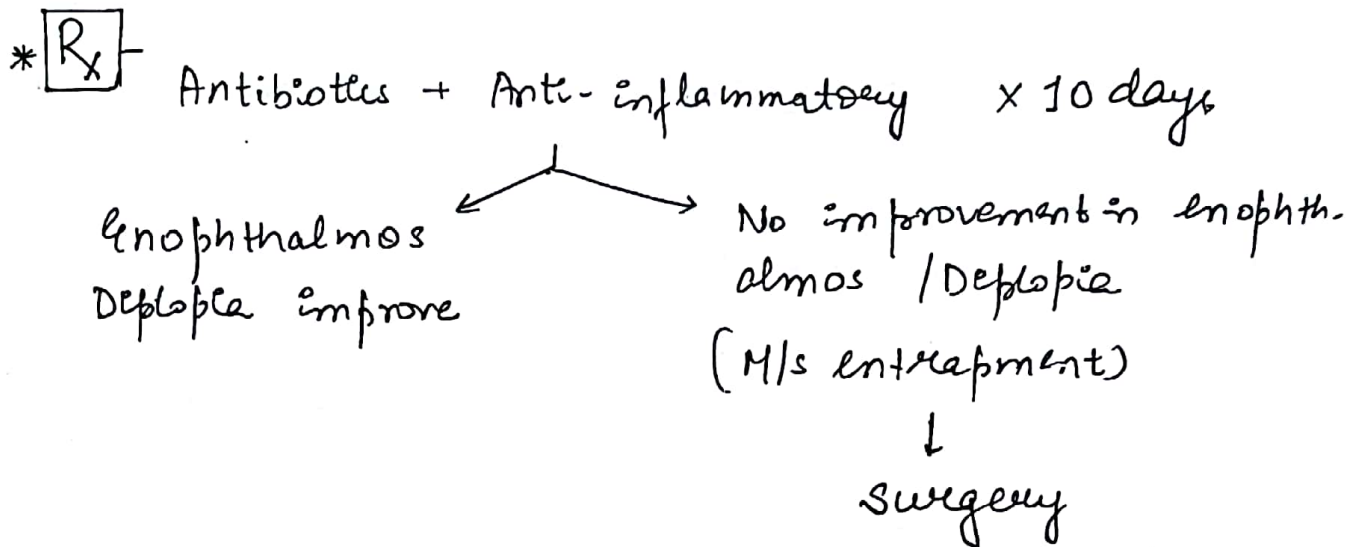 * Rx -
Antibiotics + Anti-inflammatory x 10 days
Enophthalmos
Diplopia improve
No improvement in enophth-
almos / Diplopia
(M/s entrapment)
↓
Surgery